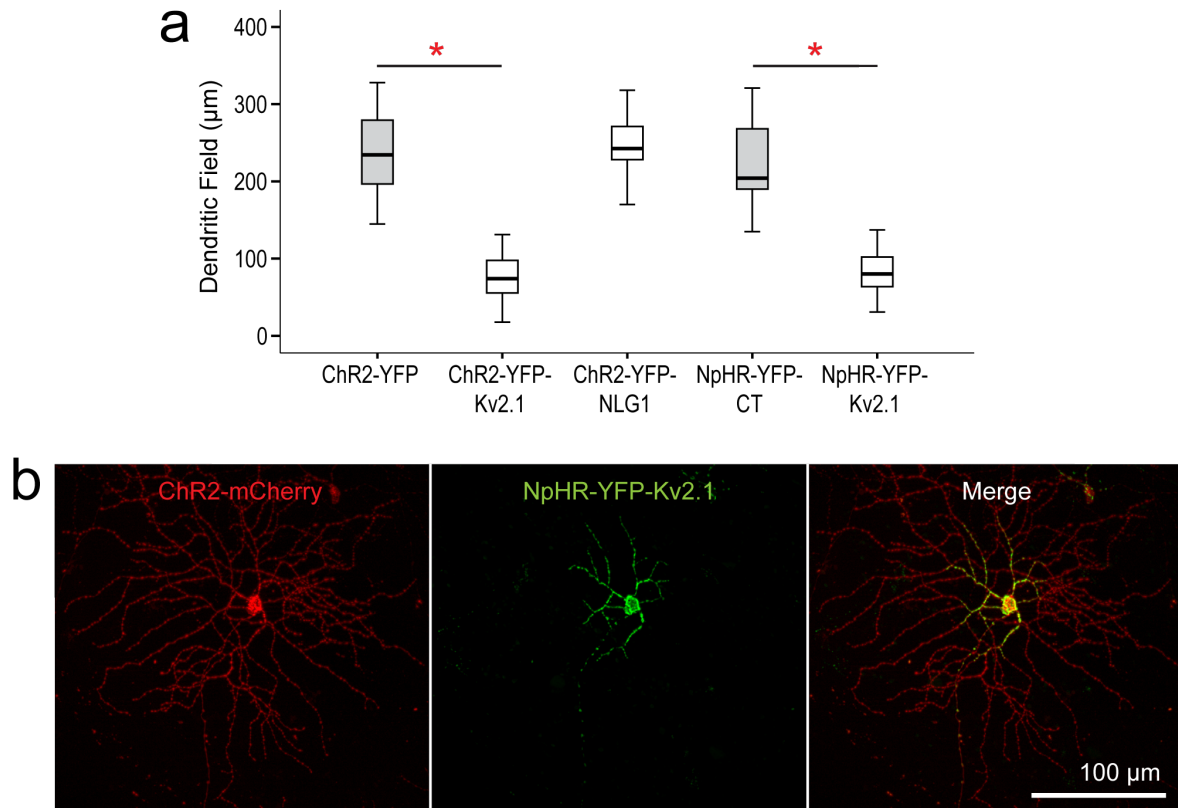 a
400
300
200
100
0
Dendritic Field (µm)
*
*
ChR2-YFP
ChR2-YFP-
Kv2.1
ChR2-YFP-
NLG1
NpHR-YFP-
CT
NpHR-YFP-
Kv2.1
b
ChR2-mCherry
NpHR-YFP-Kv2.1
Merge
100 µm